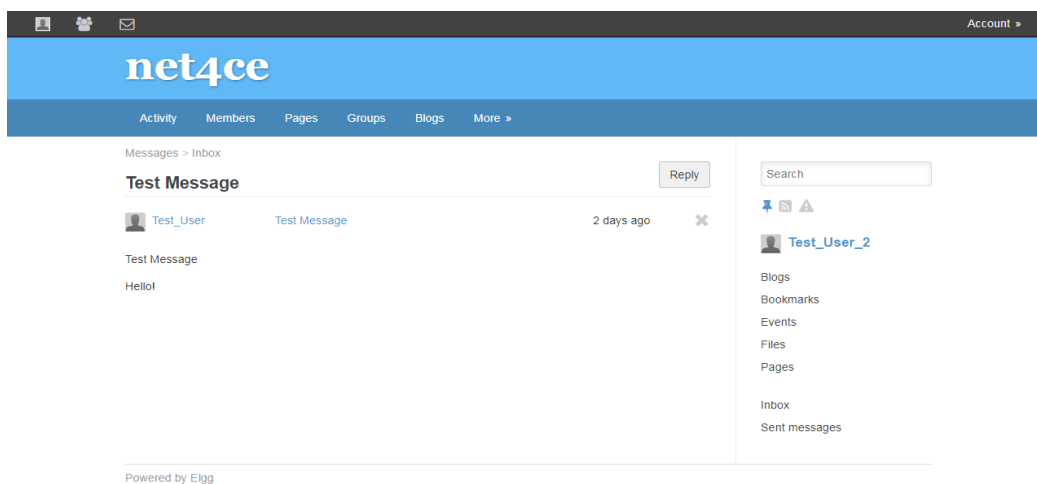 Account »
net4ce
Activity Members Pages Groups Blogs More »
Messages > Inbox
Test Message
Reply
Test_User Test Message 2 days ago
Test Message
Hello!
Search
Test_User_2
Blogs
Bookmarks
Events
Files
Pages
Inbox
Sent messages
Powered by Elgg